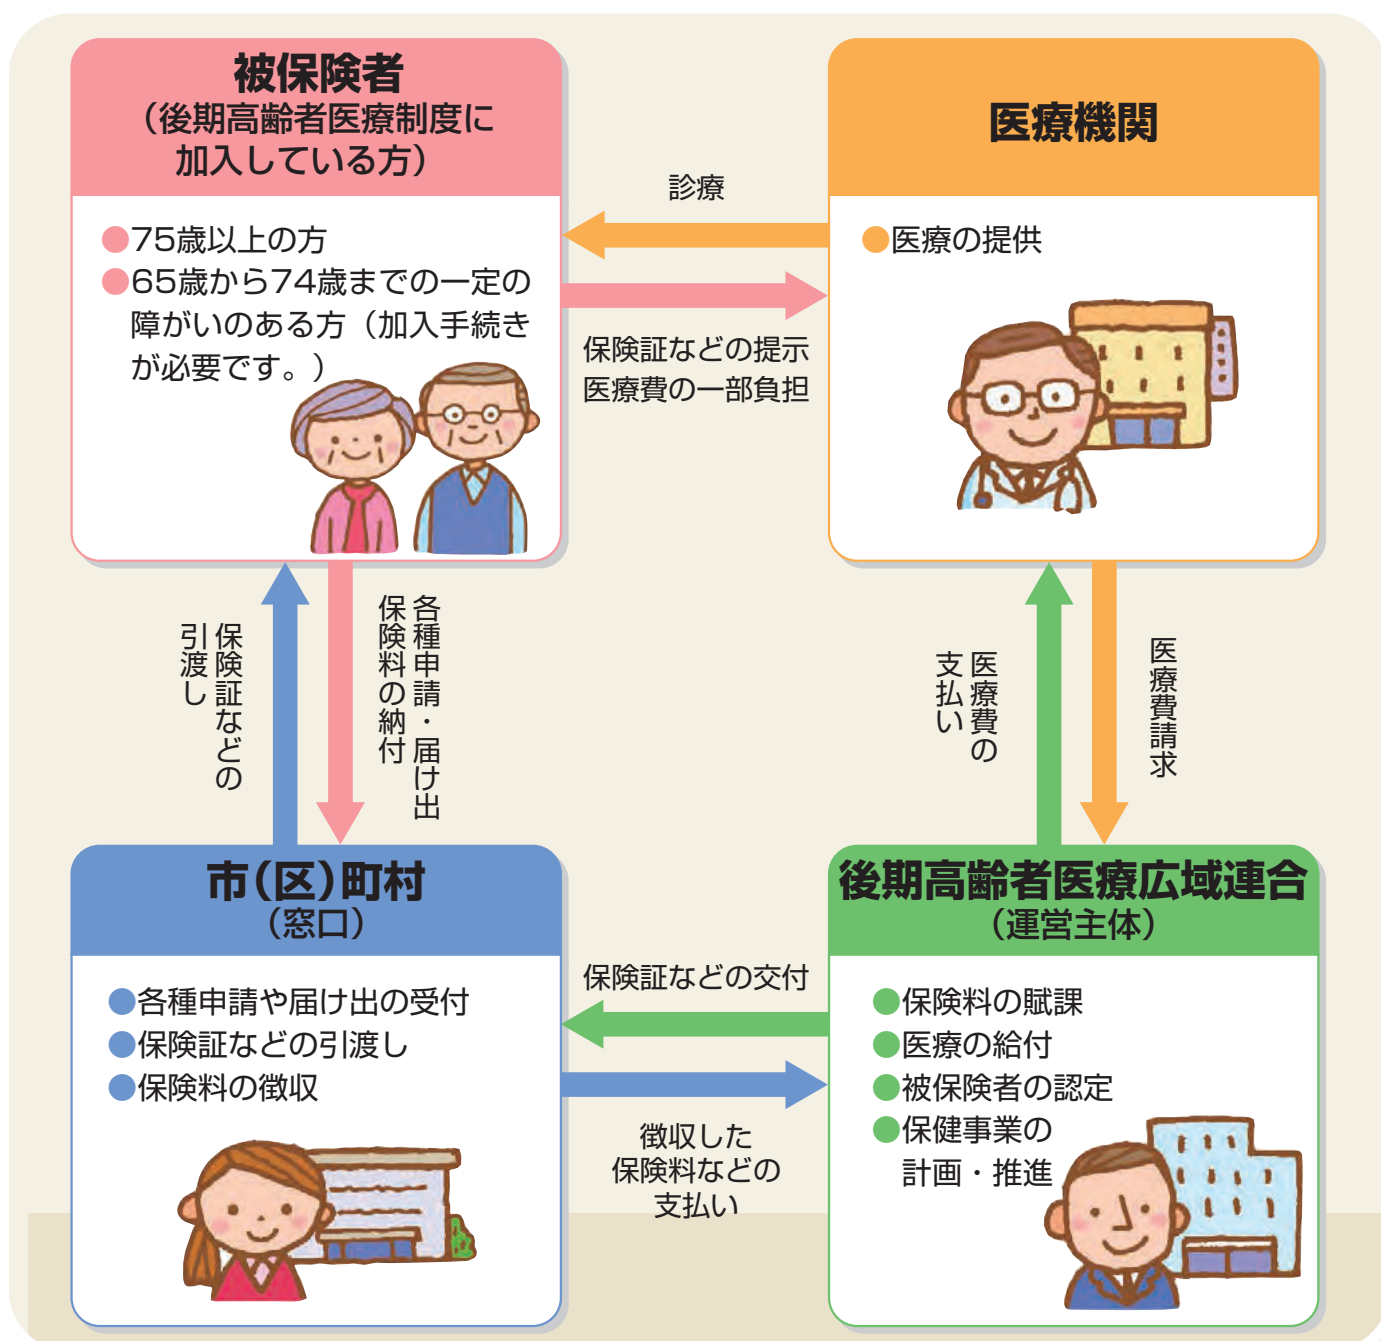 被保険者
（後期高齢者医療制度に
加入している方）
●75歳以上の方
●65歳から74歳までの一定の
障がいのある方（加入手続き
が必要です。）
診療
保険証などの提示
医療費の一部負担
医療機関
●医療の提供
保険証などの
引渡し
各種申請・届け出
保険料の納付
医療費の
支払い
医療費請求
市（区）町村
（窓口）
●各種申請や届け出の受付
●保険証などの引渡し
●保険料の徴収
保険証などの交付
徴収した
保険料などの
支払い
後期高齢者医療広域連合
（運営主体）
●保険料の賦課
●医療の給付
●被保険者の認定
●保健事業の
計画・推進